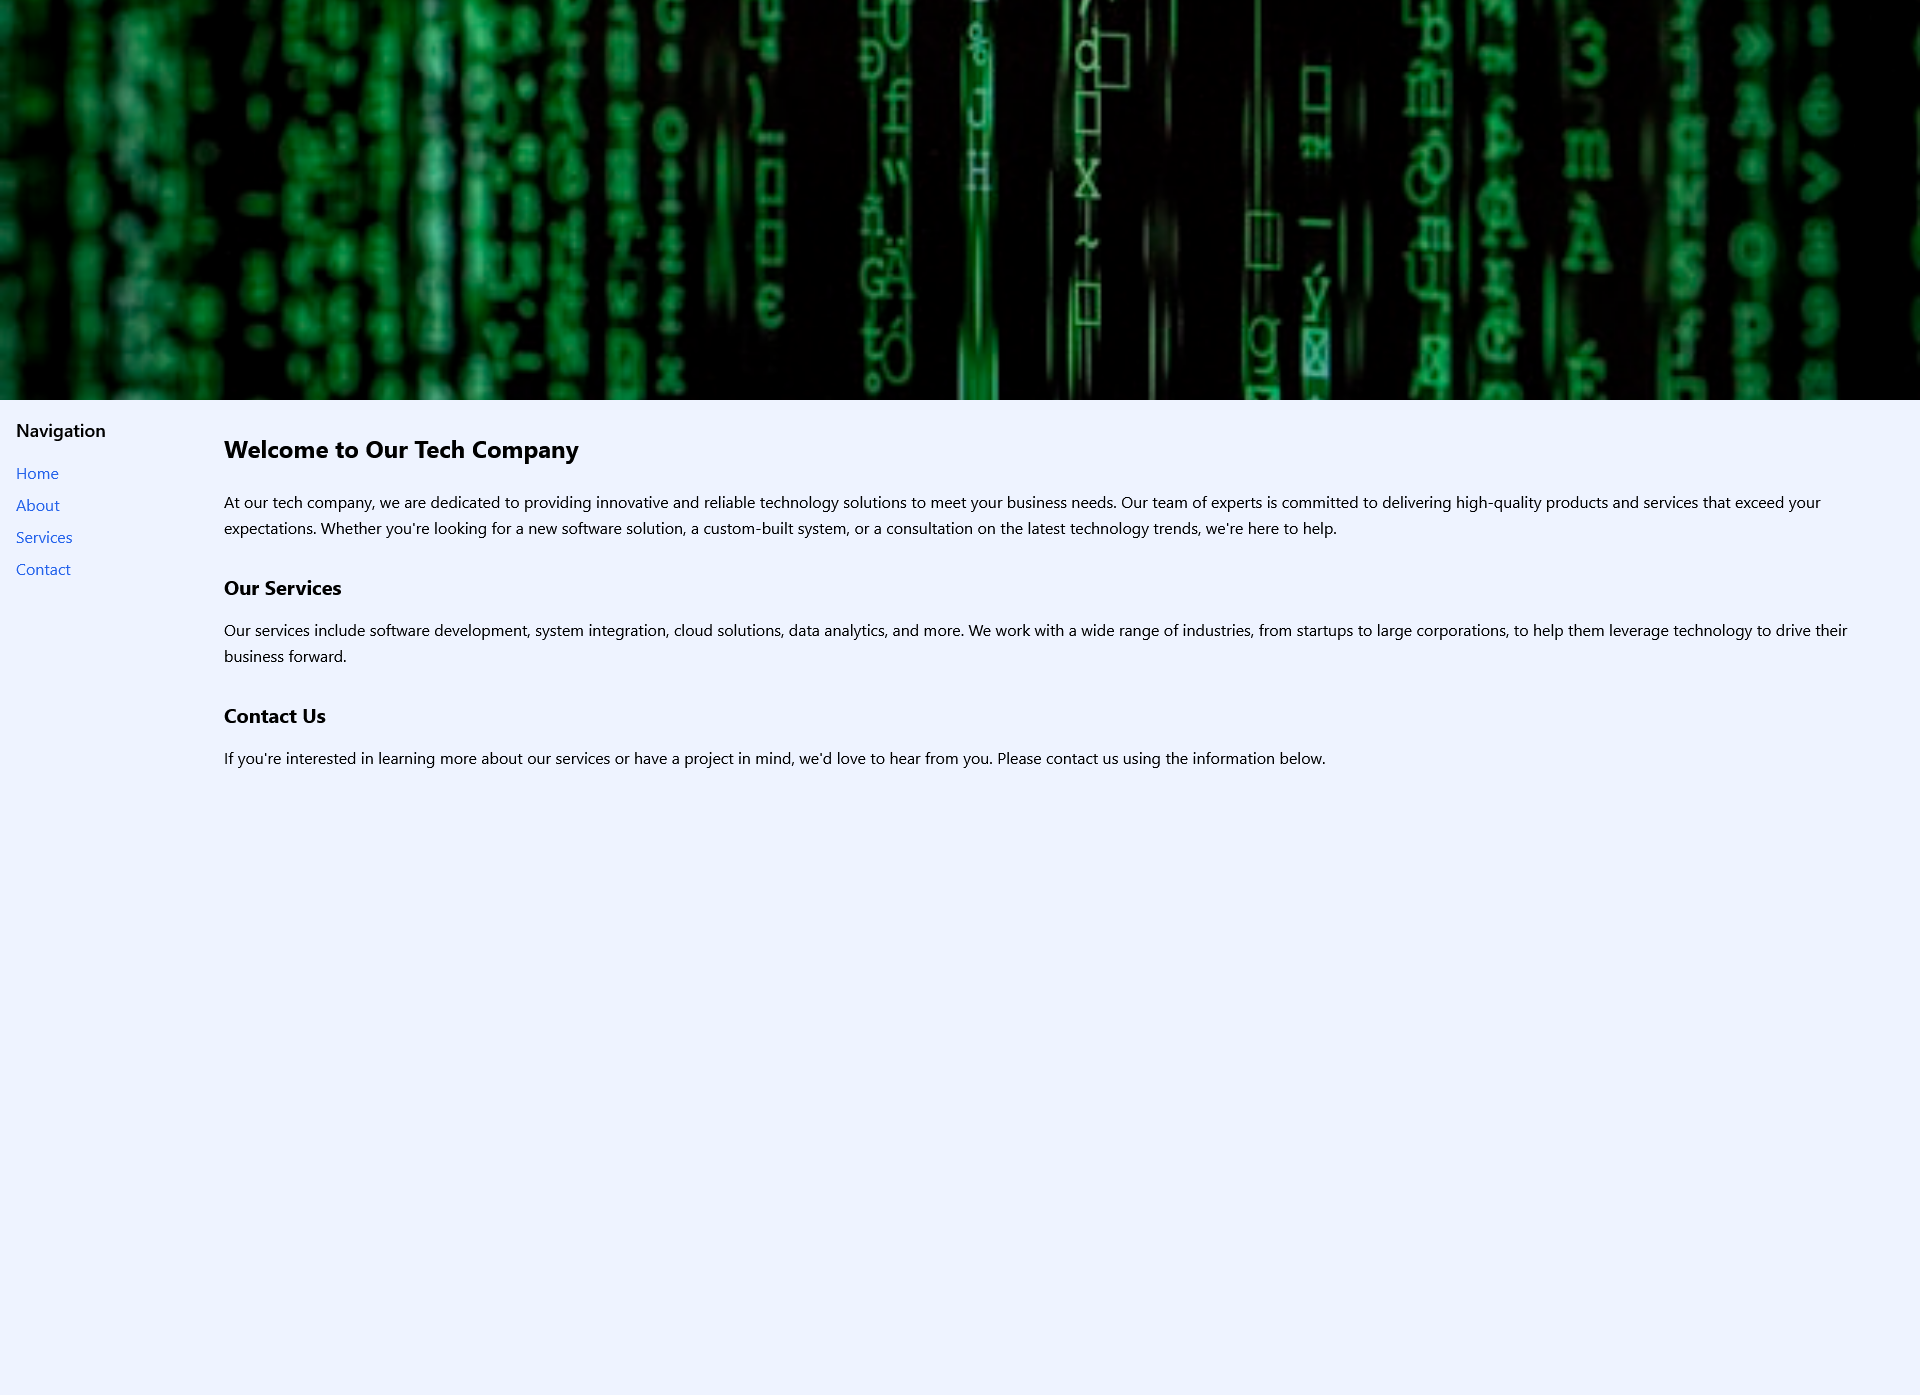 Navigation
Home
About
Services
Contact
Welcome to Our Tech Company
At our tech company, we are dedicated to providing innovative and reliable technology solutions to meet your business needs. Our team of experts is committed to delivering high-quality products and services that exceed your
expectations. Whether you're looking for a new software solution, a custom-built system, or a consultation on the latest technology trends, we're here to help.
Our Services
Our services include software development, system integration, cloud solutions, data analytics, and more. We work with a wide range of industries, from startups to large corporations, to help them leverage technology to drive their
business forward.
Contact Us
If you're interested in learning more about our services or have a project in mind, we'd love to hear from you. Please contact us using the information below.